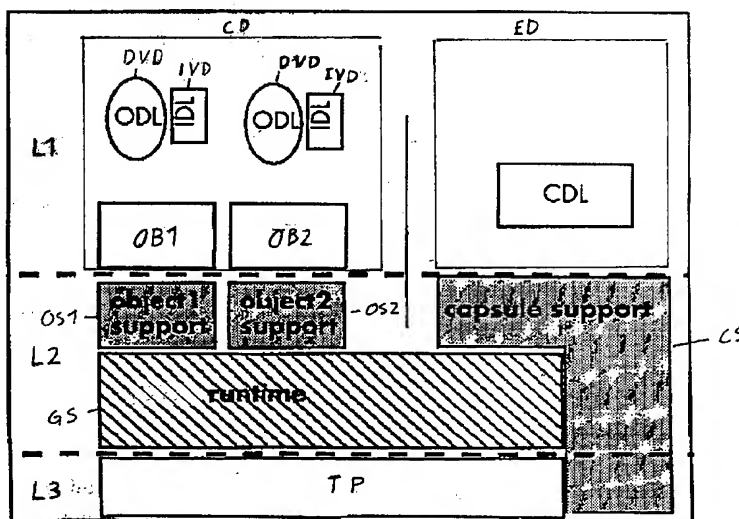 CD ED
DVD IVD DVD IVD
ODL IDL ODL IDL
L1
CDL
OB1 OB2
OS1 object1 support object2 support OS2 capsule support
CS
L2
runtime
GS
L3 TP